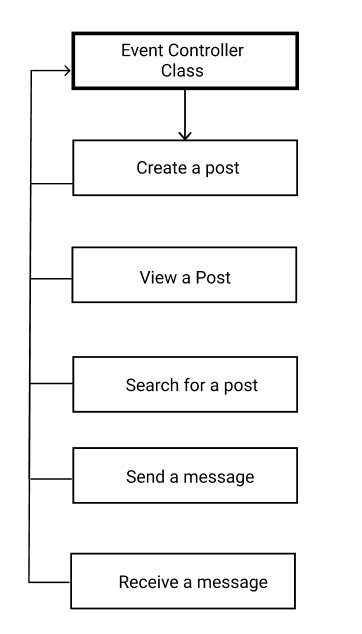 Event Controller
Class
Create a post
View a Post
Search for a post
Send a message
Receive a message